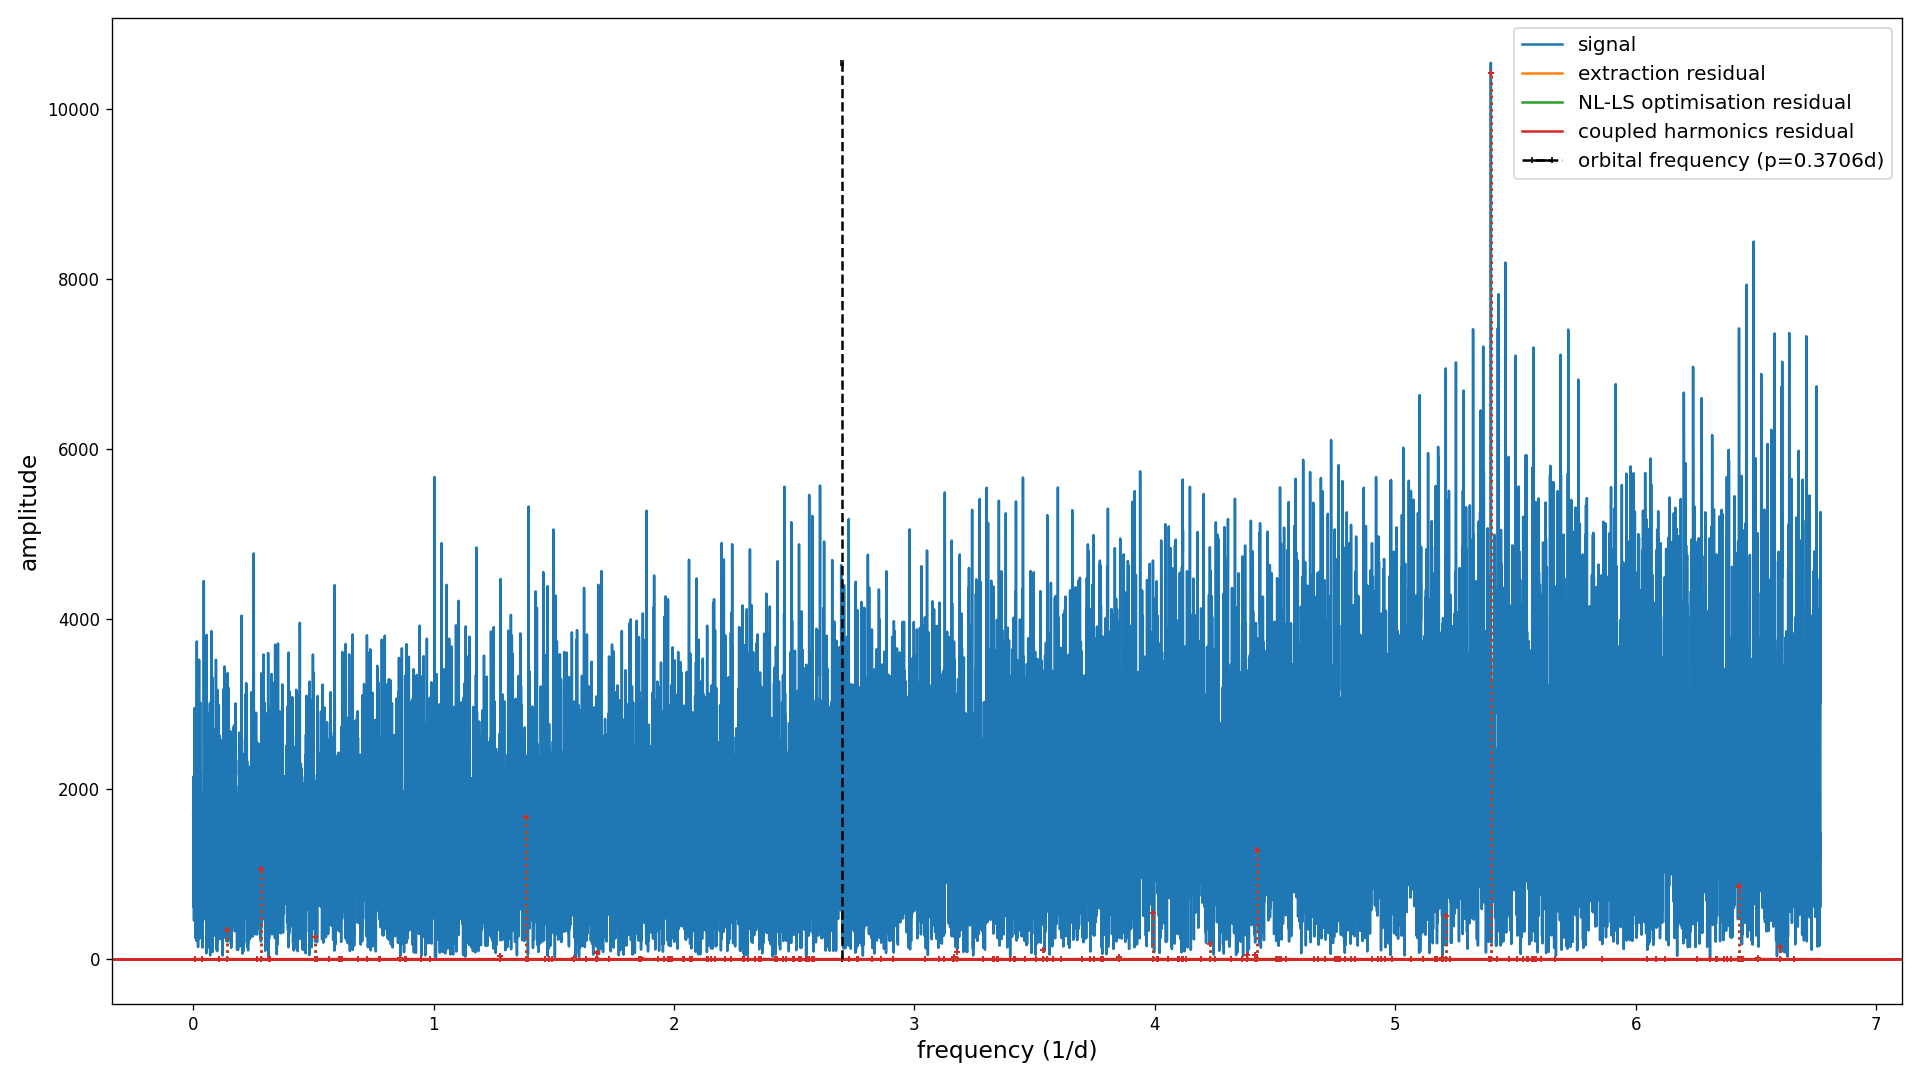 signal
extraction residual
NL-LS optimisation residual
coupled harmonics residual
orbital frequency (p=0.3706d)
10000
8000
6000
4000
2000
0
amplitude
0 1 2 3 4 5 6 7
frequency (1/d)